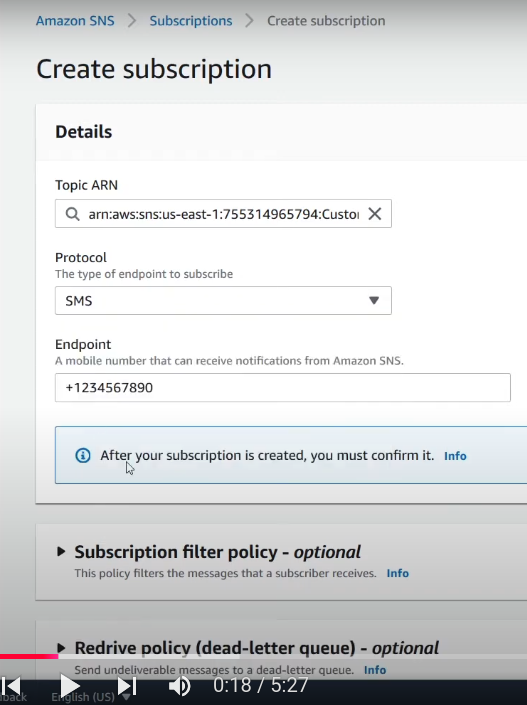 Amazon SNS > Subscriptions > Create subscription
Create subscription
Details
Topic ARN
arn:aws:sns:us-east-1:755314965794:Custo
Protocol
The type of endpoint to subscribe
SMS
Endpoint
A mobile number that can receive notifications from Amazon SNS.
+1234567890
After your subscription is created, you must confirm it. Info
Subscription filter policy - optional
This policy filters the messages that a subscriber receives. Info
Redrive policy (dead-letter queue) - optional
Send undeliverable messages to a dead-letter queue. Info
0:18 / 5:27
back English (US)